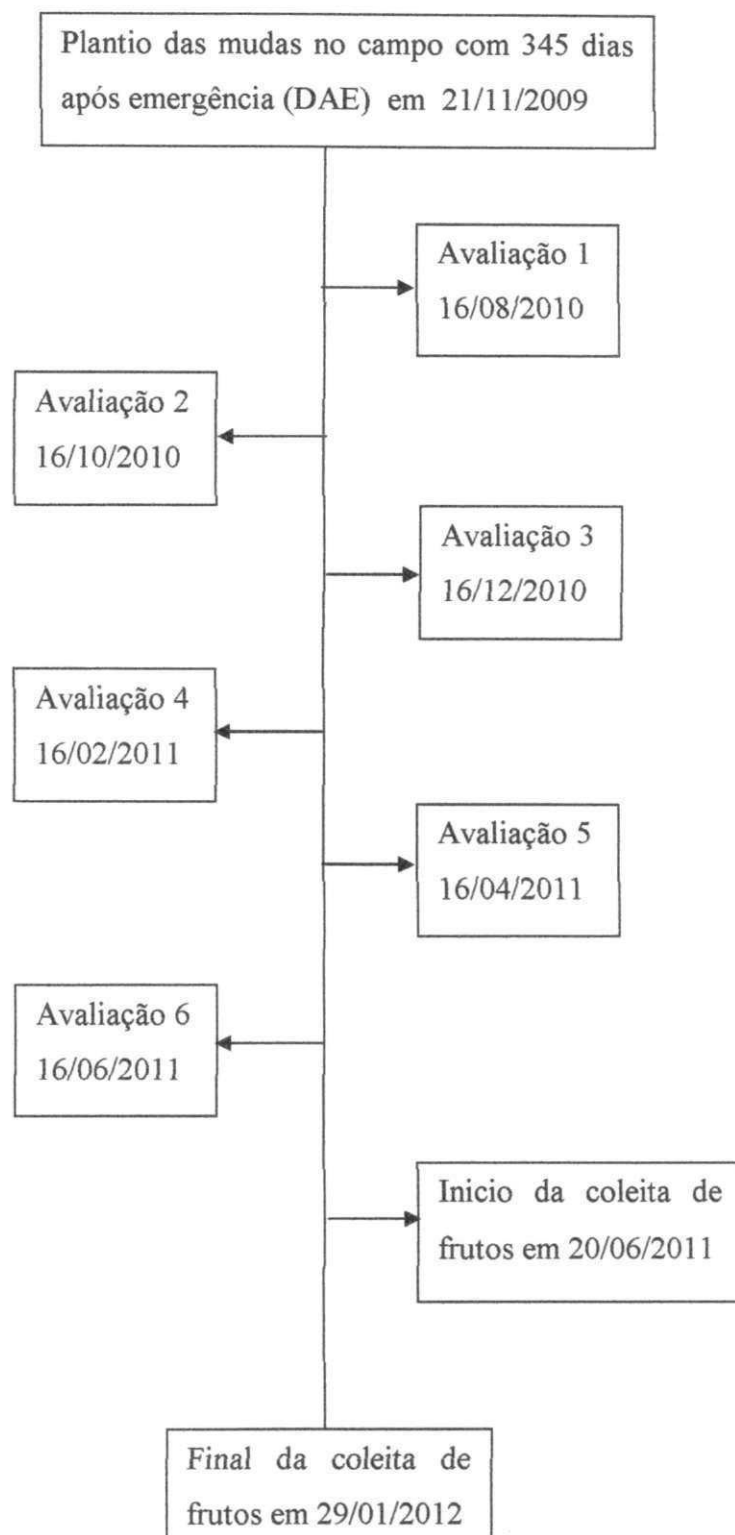 Plantio das mudas no campo com 345 dias
após emergência (DAE) em 21/11/2009
Avaliação 1
16/08/2010
Avaliação 2
16/10/2010
Avaliação 3
16/12/2010
Avaliação 4
16/02/2011
Avaliação 5
16/04/2011
Avaliação 6
16/06/2011
Inicio da coleita de
frutos em 20/06/2011
Final da coleita de
frutos em 29/01/2012